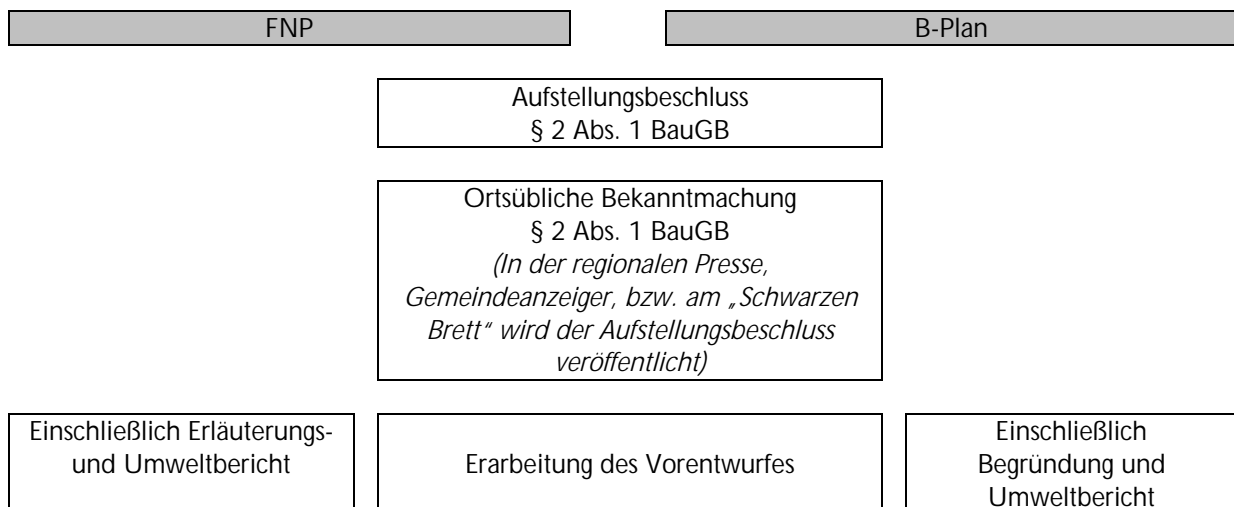 FNP
B-Plan
Aufstellungsbeschluss
§ 2 Abs. 1 BauGB
Ortsübliche Bekanntmachung
§ 2 Abs. 1 BauGB
(In der regionalen Presse,
Gemeindeanzeiger, bzw. am „Schwarzen
Brett“ wird der Aufstellungsbeschluss
veröffentlicht)
Einschließlich Erläuterungs-
und Umweltbericht
Erarbeitung des Vorentwurfes
Einschließlich
Begründung und
Umweltbericht